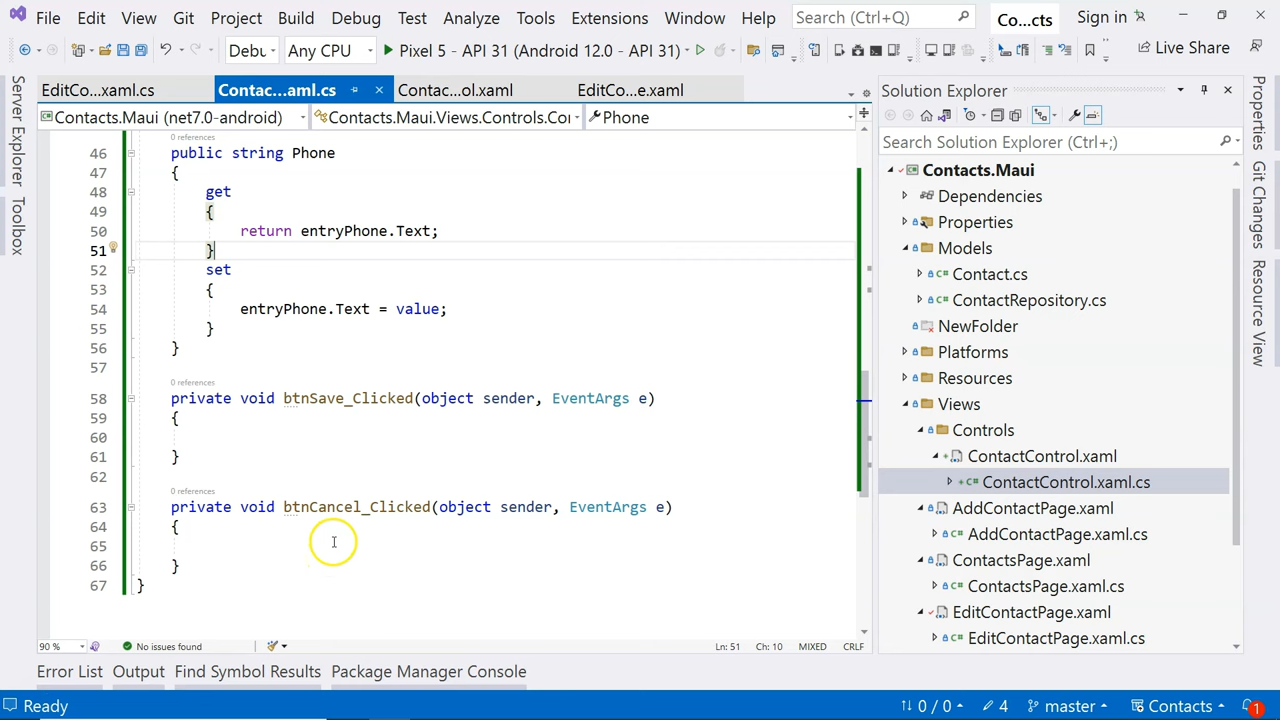 File Edit View Git Project Build Debug Test Analyze Tools Extensions Window Help Search (Ctrl+Q) Co...cts Sign in
Debu Any CPU Pixel 5 - API 31 (Android 12.0 - API 31) Live Share
EditCo...xaml.cs Contac...aml.cs Contac...ol.xaml EditCo...e.xaml
Contacts.Maui (net7.0-android) Contacts.Maui.Views.Controls.Cor Phone
0 references
46 public string Phone
47 {
48 get
49 {
50 return entryPhone.Text;
51 }
52 set
53 {
54 entryPhone.Text = value;
55 }
56 }
57
0 references
58 private void btnSave_Clicked(object sender, EventArgs e)
59 {
60
61 }
62
0 references
63 private void btnCancel_Clicked(object sender, EventArgs e)
64 {
65
66 }
67 }
90 % No issues found Ln: 51 Ch: 10 MIXED CRLF
Error List Output Find Symbol Results Package Manager Console
Ready 0 / 0 4 master Contacts 1
Server Explorer
Toolbox
Solution Explorer
Search Solution Explorer (Ctrl+;)
Contacts.Maui
Dependencies
Properties
Models
C# Contact.cs
C# ContactRepository.cs
NewFolder
Platforms
Resources
Views
Controls
ContactControl.xaml
C# ContactControl.xaml.cs
AddContactPage.xaml
C# AddContactPage.xaml.cs
ContactsPage.xaml
C# ContactsPage.xaml.cs
EditContactPage.xaml
C# EditContactPage.xaml.cs
Properties
Git Changes
Resource View